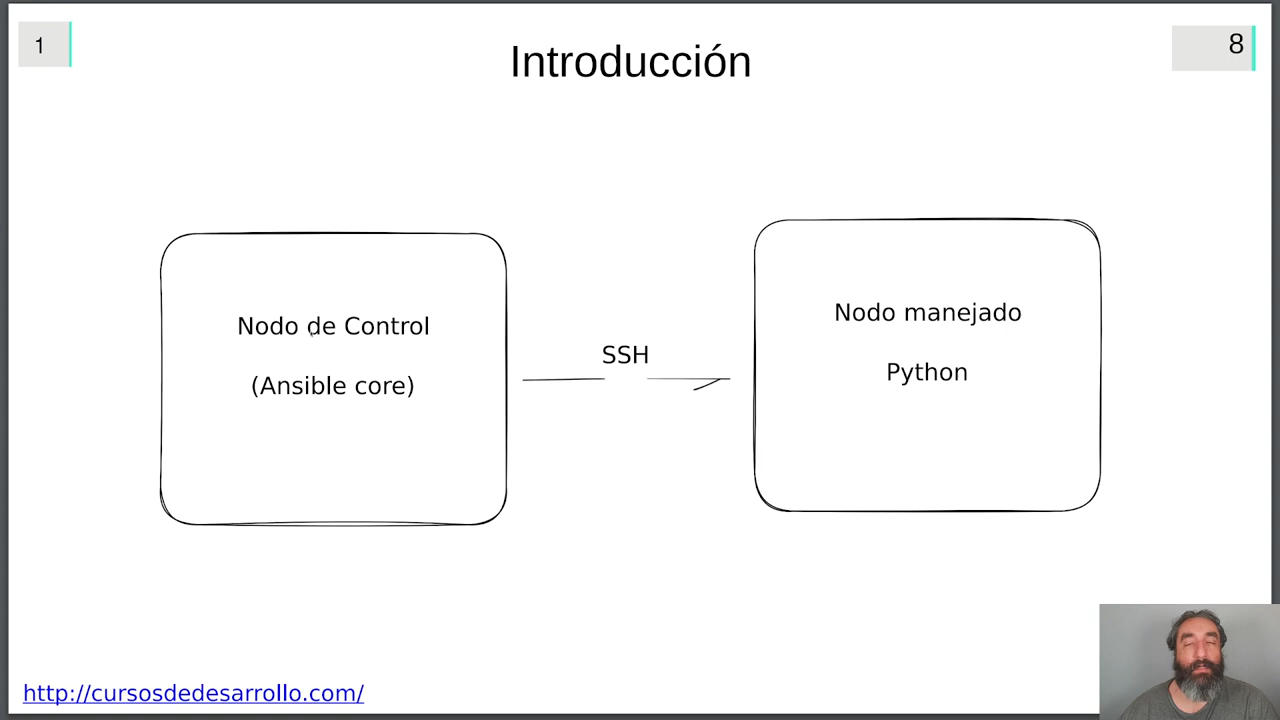 1
Introducción
8
Nodo de Control
(Ansible core)
SSH
Nodo manejado
Python
http://cursosdedesarrollo.com/